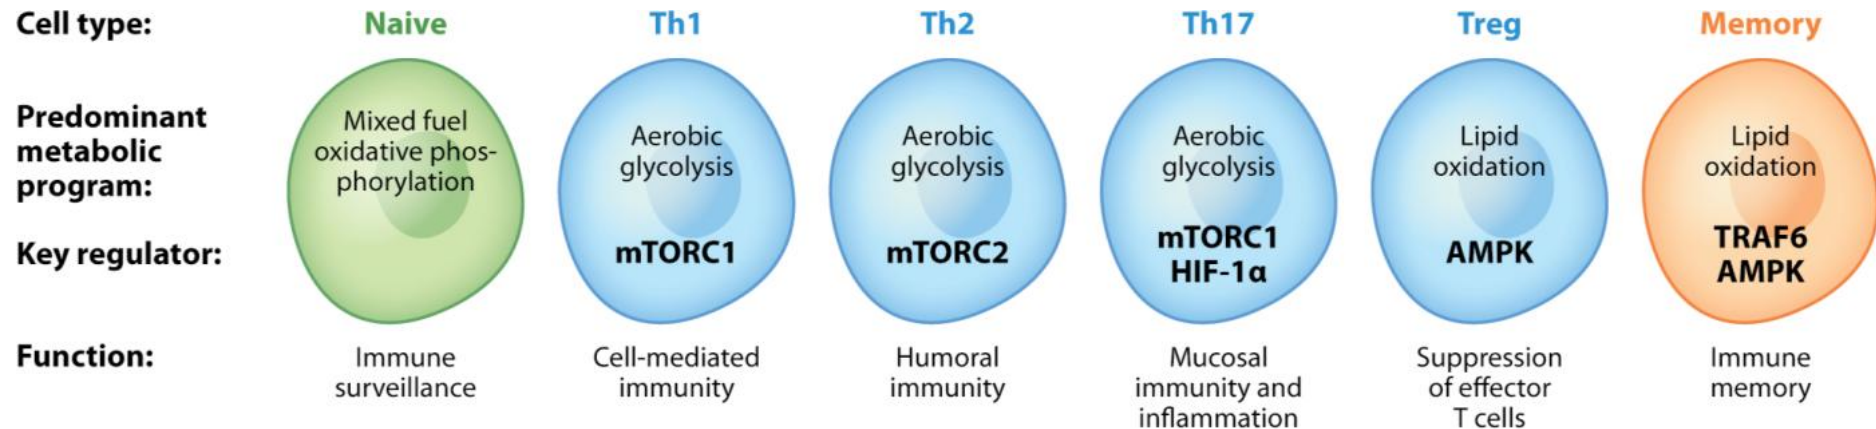 Cell type: Naive Th1 Th2 Th17 Treg Memory
Predominant
metabolic
program:
Mixed fuel
oxidative phos-
phorylation
Aerobic
glycolysis
Aerobic
glycolysis
Aerobic
glycolysis
Lipid
oxidation
Lipid
oxidation
Key regulator:
mTORC1
mTORC2
mTORC1
HIF-1α
AMPK
TRAF6
AMPK
Function:
Immune
surveillance
Cell-mediated
immunity
Humoral
immunity
Mucosal
immunity and
inflammation
Suppression
of effector
T cells
Immune
memory